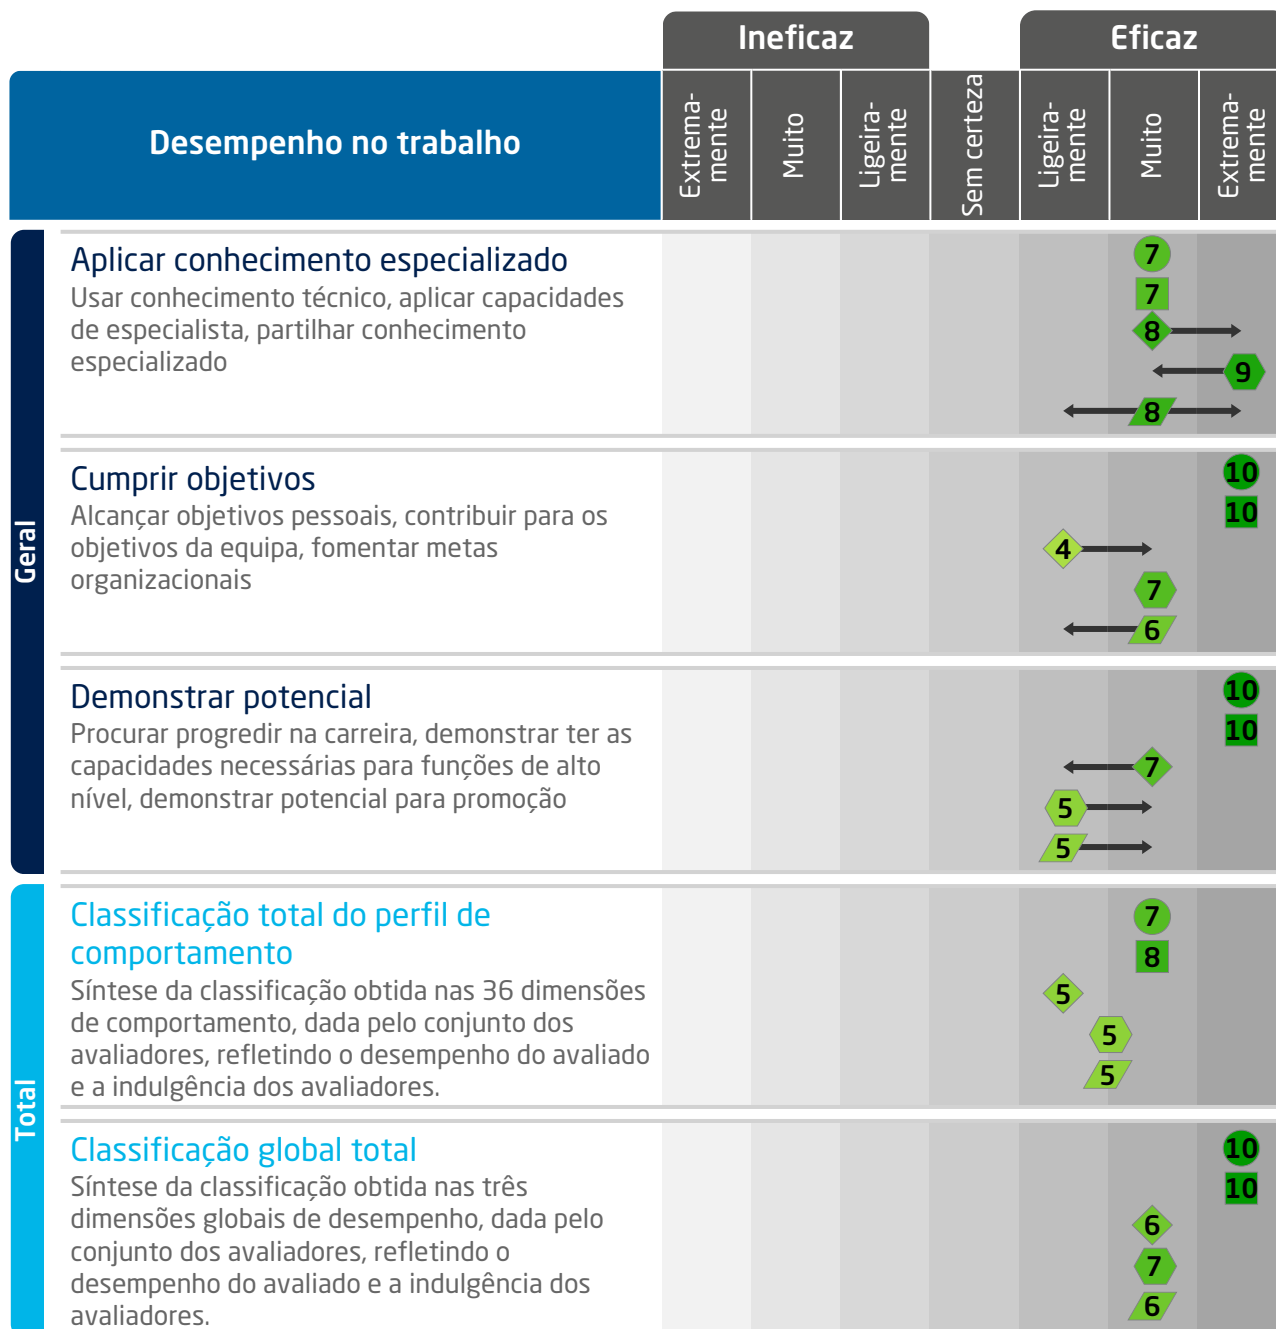 Ineficaz
Eficaz
Desempenho no trabalho
Extrema-
mente
Muito
Ligeira-
mente
Sem certeza
Ligeira-
mente
Muito
Extrema-
mente
Geral
Aplicar conhecimento especializado
Usar conhecimento técnico, aplicar capacidades
de especialista, partilhar conhecimento
especializado
7
7
8
9
8
Cumprir objetivos
Alcançar objetivos pessoais, contribuir para os
objetivos da equipa, fomentar metas
organizacionais
10
10
4
7
6
Demonstrar potencial
Procurar progredir na carreira, demonstrar ter as
capacidades necessárias para funções de alto
nível, demonstrar potencial para promoção
10
10
7
5
5
Total
Classificação total do perfil de
comportamento
Síntese da classificação obtida nas 36 dimensões
de comportamento, dada pelo conjunto dos
avaliadores, refletindo o desempenho do avaliado
e a indulgência dos avaliadores.
7
8
5
5
5
Classificação global total
Síntese da classificação obtida nas três
dimensões globais de desempenho, dada pelo
conjunto dos avaliadores, refletindo o
desempenho do avaliado e a indulgência dos
avaliadores.
10
10
6
7
6